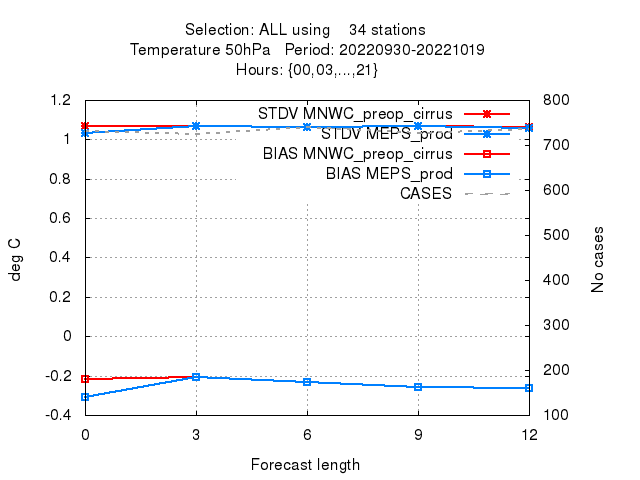 Selection: ALL using    34 stations
Temperature 50hPa   Period: 20220930-20221019
Hours: {00,03,...,21}
1.2
1
0.8
0.6
0.4
0.2
0
-0.2
-0.4
deg C
STDV MNWC_preop_cirrus
STDV MEPS_prod
BIAS MNWC_preop_cirrus
BIAS MEPS_prod
CASES
800
700
600
500
400
300
200
100
No cases
0 3 6 9 12
Forecast length